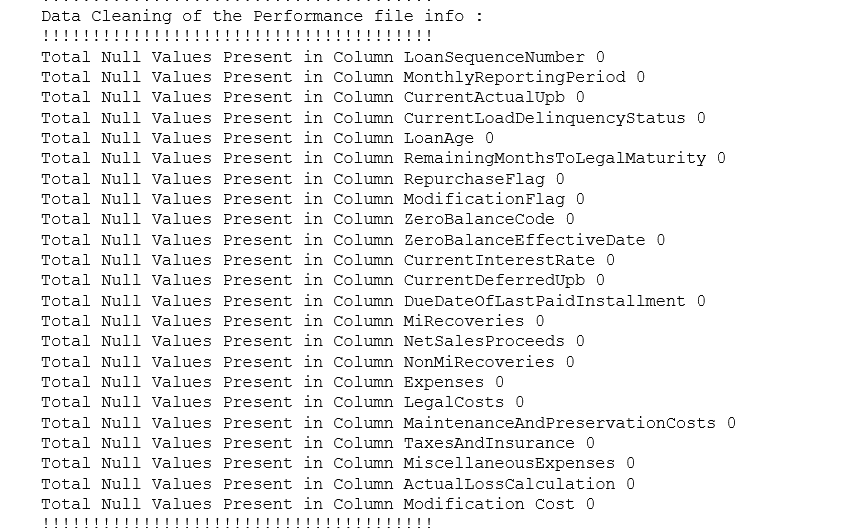 !!!!!!!!!!!!!!!!!!!!!!!!!!!!!!!!!!!!!!!
Data Cleaning of the Performance file info :
!!!!!!!!!!!!!!!!!!!!!!!!!!!!!!!!!!!!!!!
Total Null Values Present in Column LoanSequenceNumber 0
Total Null Values Present in Column MonthlyReportingPeriod 0
Total Null Values Present in Column CurrentActualUpb 0
Total Null Values Present in Column CurrentLoadDelinquencyStatus 0
Total Null Values Present in Column LoanAge 0
Total Null Values Present in Column RemainingMonthsToLegalMaturity 0
Total Null Values Present in Column RepurchaseFlag 0
Total Null Values Present in Column ModificationFlag 0
Total Null Values Present in Column ZeroBalanceCode 0
Total Null Values Present in Column ZeroBalanceEffectiveDate 0
Total Null Values Present in Column CurrentInterestRate 0
Total Null Values Present in Column CurrentDeferredUpb 0
Total Null Values Present in Column DueDateOfLastPaidInstallment 0
Total Null Values Present in Column MiRecoveries 0
Total Null Values Present in Column NetSalesProceeds 0
Total Null Values Present in Column NonMiRecoveries 0
Total Null Values Present in Column Expenses 0
Total Null Values Present in Column LegalCosts 0
Total Null Values Present in Column MaintenanceAndPreservationCosts 0
Total Null Values Present in Column TaxesAndInsurance 0
Total Null Values Present in Column MiscellaneousExpenses 0
Total Null Values Present in Column ActualLossCalculation 0
Total Null Values Present in Column Modification Cost 0
!!!!!!!!!!!!!!!!!!!!!!!!!!!!!!!!!!!!!!!